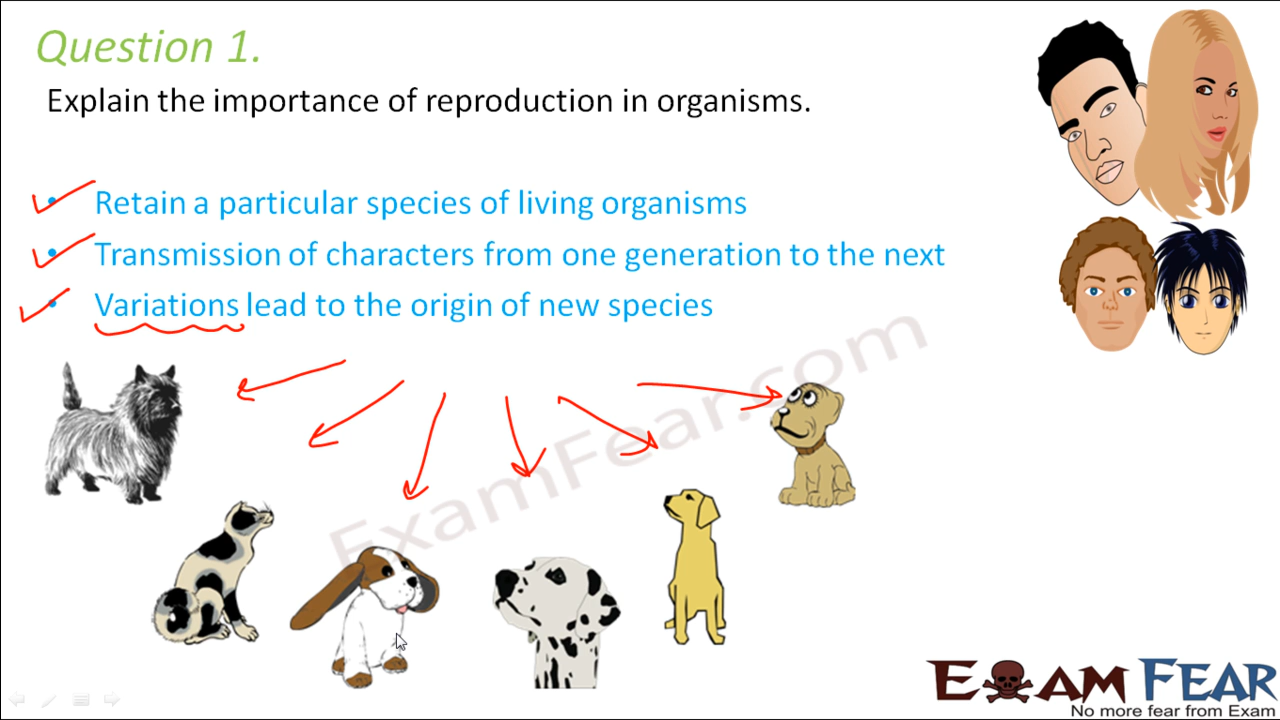 Question 1.
Explain the importance of reproduction in organisms.
• Retain a particular species of living organisms
• Transmission of characters from one generation to the next
• Variations lead to the origin of new species
ExamFear.com
EXAM FEAR
No more fear from Exam